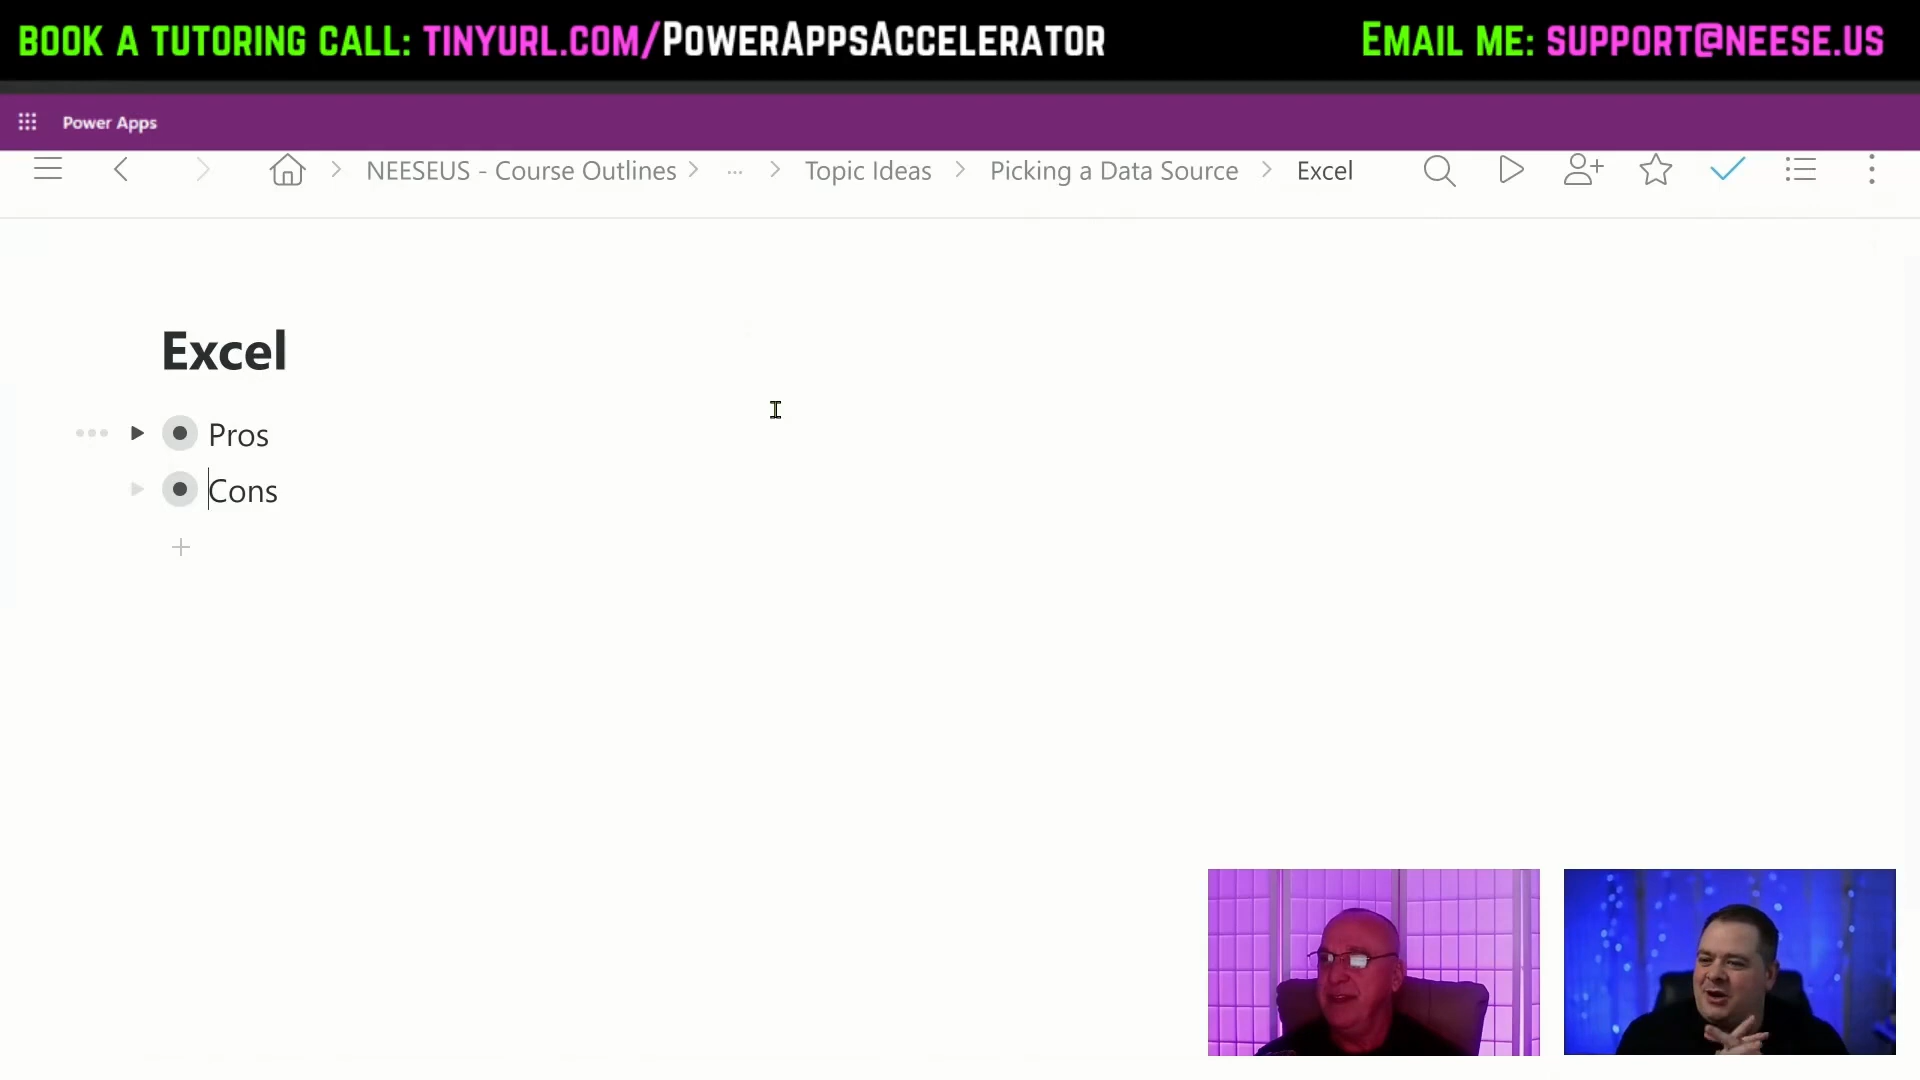 BOOK A TUTORING CALL: TINYURL.COM/POWERAPPSACCELERATOR
EMAIL ME: SUPPORT@NEESE.US
Power Apps
NEESEUS - Course Outlines > ... > Topic Ideas > Picking a Data Source > Excel
Excel
Pros
Cons